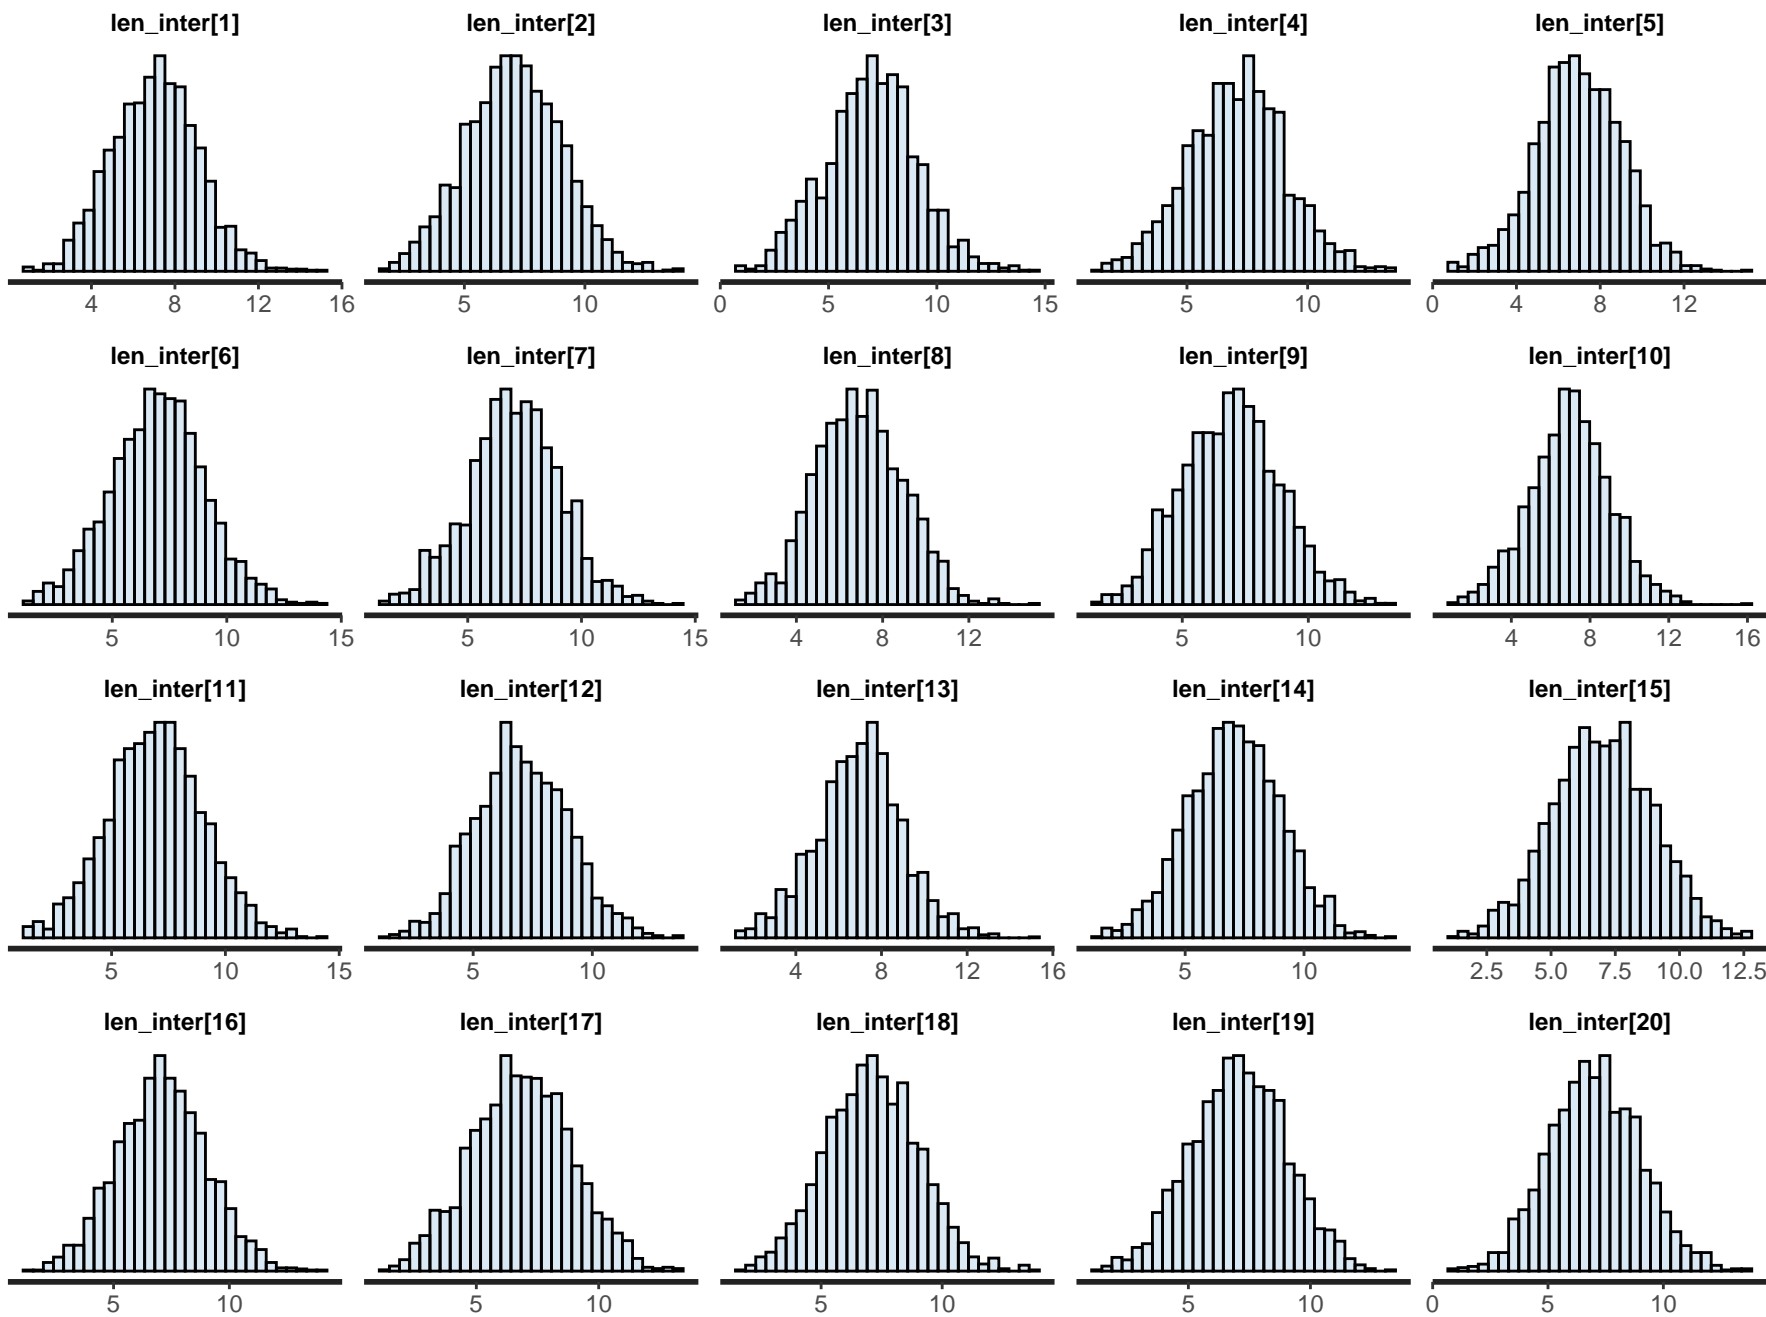 len_inter[1] len_inter[2] len_inter[3] len_inter[4] len_inter[5]
4 8 12 16 5 10 0 5 10 15 5 10 0 4 8 12
len_inter[6] len_inter[7] len_inter[8] len_inter[9] len_inter[10]
5 10 15 5 10 15 4 8 12 5 10 4 8 12 16
len_inter[11] len_inter[12] len_inter[13] len_inter[14] len_inter[15]
5 10 15 5 10 4 8 12 16 5 10 2.5 5.0 7.5 10.0 12.5
len_inter[16] len_inter[17] len_inter[18] len_inter[19] len_inter[20]
5 10 5 10 5 10 5 10 0 5 10